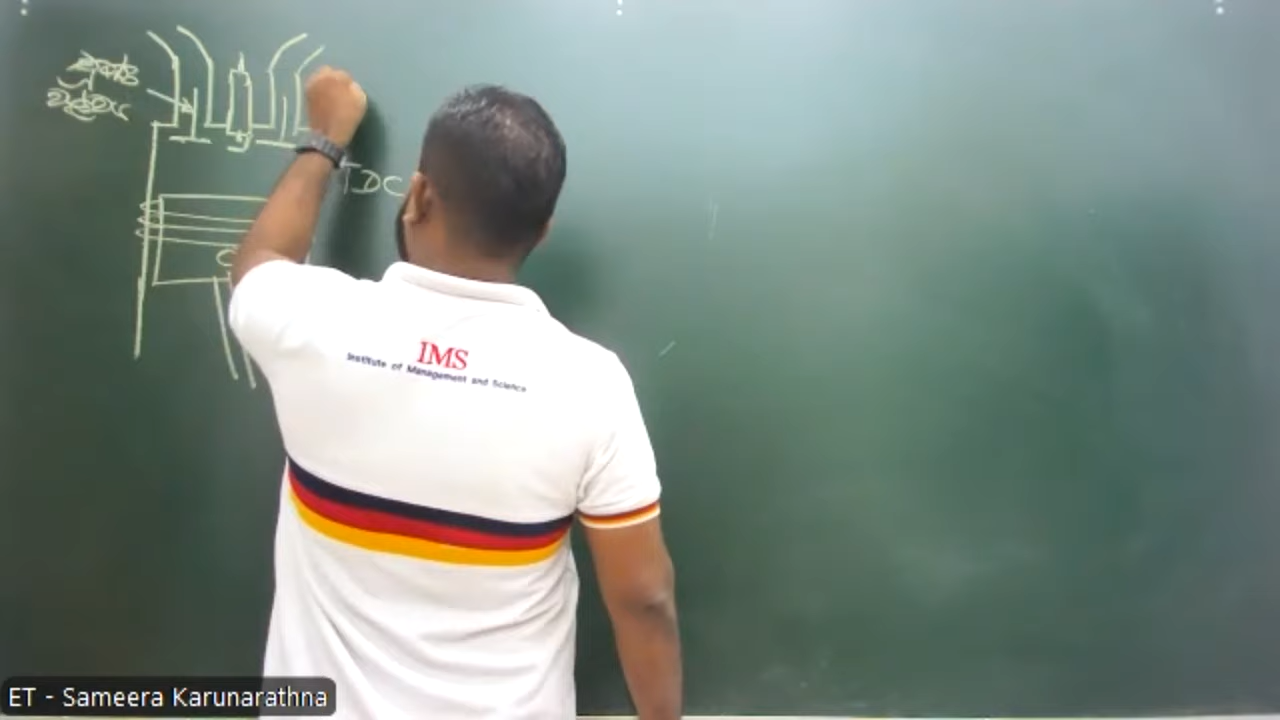 TDC
IMS
Institute of Management and Science
ET - Sameera Karunarathna